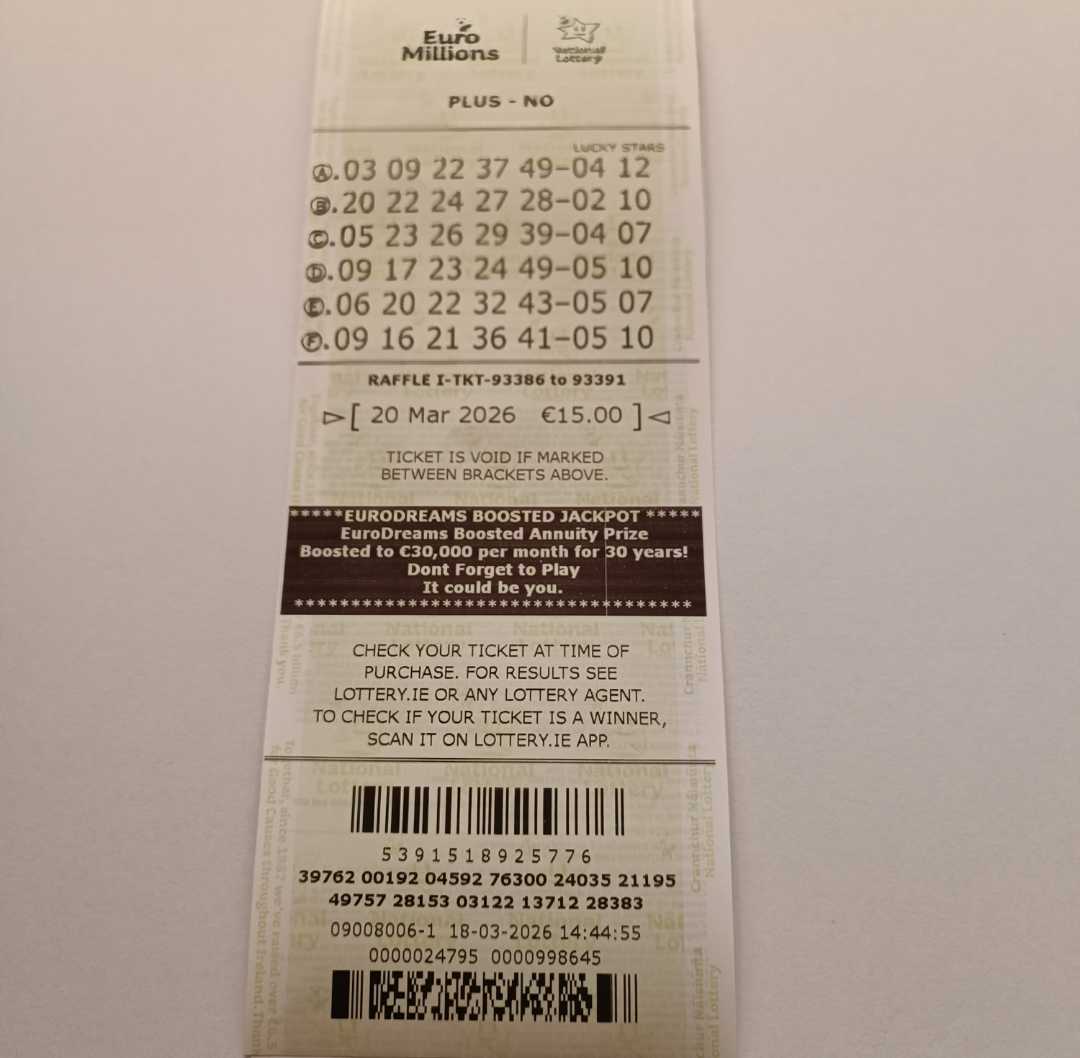 Euro
Millions
National
Lottery
PLUS - NO
LUCKY STARS
A.03 09 22 37 49-04 12
B.20 22 24 27 28-02 10
C.05 23 26 29 39-04 07
D.09 17 23 24 49-05 10
E.06 20 22 32 43-05 07
F.09 16 21 36 41-05 10
RAFFLE I-TKT-93386 to 93391
[ 20 Mar 2026 €15.00 ]
TICKET IS VOID IF MARKED
BETWEEN BRACKETS ABOVE.
*****EURODREAMS BOOSTED JACKPOT *****
EuroDreams Boosted Annuity Prize
Boosted to €30,000 per month for 30 years!
Dont Forget to Play
It could be you.
**********************************
CHECK YOUR TICKET AT TIME OF
PURCHASE. FOR RESULTS SEE
LOTTERY.IE OR ANY LOTTERY AGENT.
TO CHECK IF YOUR TICKET IS A WINNER,
SCAN IT ON LOTTERY.IE APP.
5391518925776
39762 00192 04592 76300 24035 21195
49757 28153 03122 13712 28383
09008006-1 18-03-2026 14:44:55
0000024795 0000998645